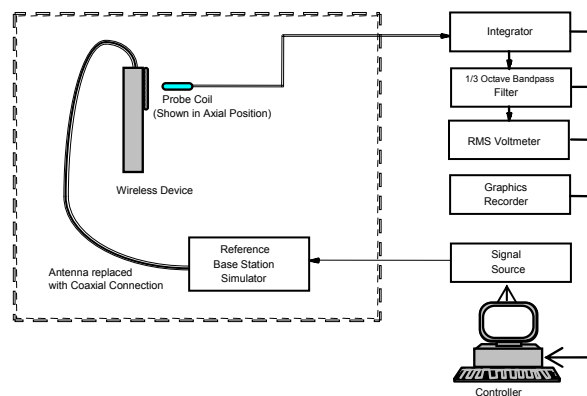 Integrator
1/3 Octave Bandpass
Filter
RMS Voltmeter
Graphics
Recorder
Signal
Source
Controller
Probe Coil
(Shown in Axial Position)
Wireless Device
Reference
Base Station
Simulator
Antenna replaced
with Coaxial Connection